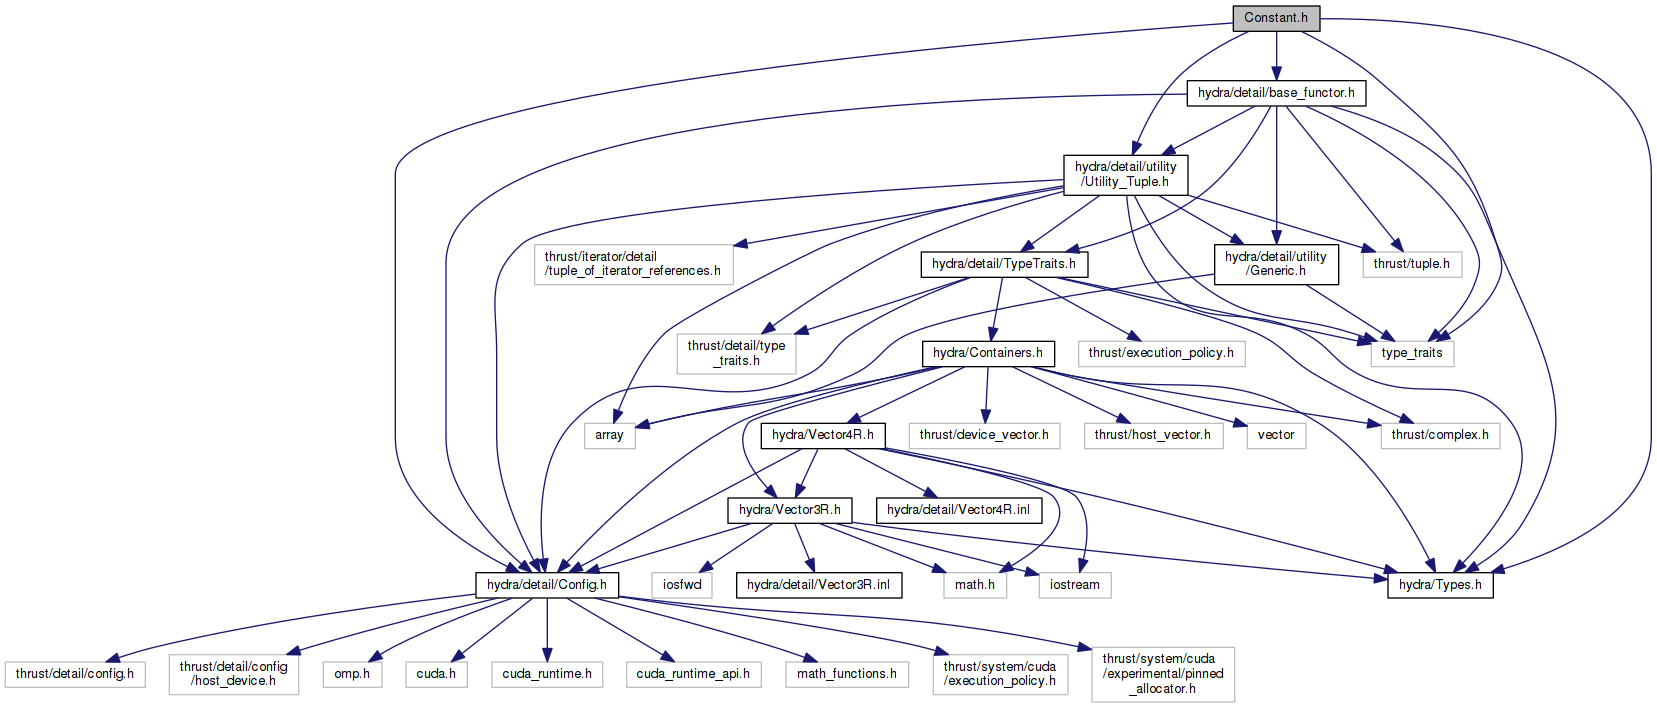 Constant.h
hydra/detail/base_functor.h
hydra/detail/utility
/Utility_Tuple.h
thrust/iterator/detail
/tuple_of_iterator_references.h
hydra/detail/TypeTraits.h
hydra/detail/utility
/Generic.h
thrust/tuple.h
thrust/detail/type
_traits.h
hydra/Containers.h
thrust/execution_policy.h
type_traits
array
hydra/Vector4R.h
thrust/device_vector.h
thrust/host_vector.h
vector
thrust/complex.h
hydra/Vector3R.h
hydra/detail/Vector4R.inl
hydra/detail/Config.h
iosfwd
hydra/detail/Vector3R.inl
math.h
iostream
hydra/Types.h
thrust/detail/config.h
thrust/detail/config
/host_device.h
omp.h
cuda.h
cuda_runtime.h
cuda_runtime_api.h
math_functions.h
thrust/system/cuda
/execution_policy.h
thrust/system/cuda
/experimental/pinned
_allocator.h